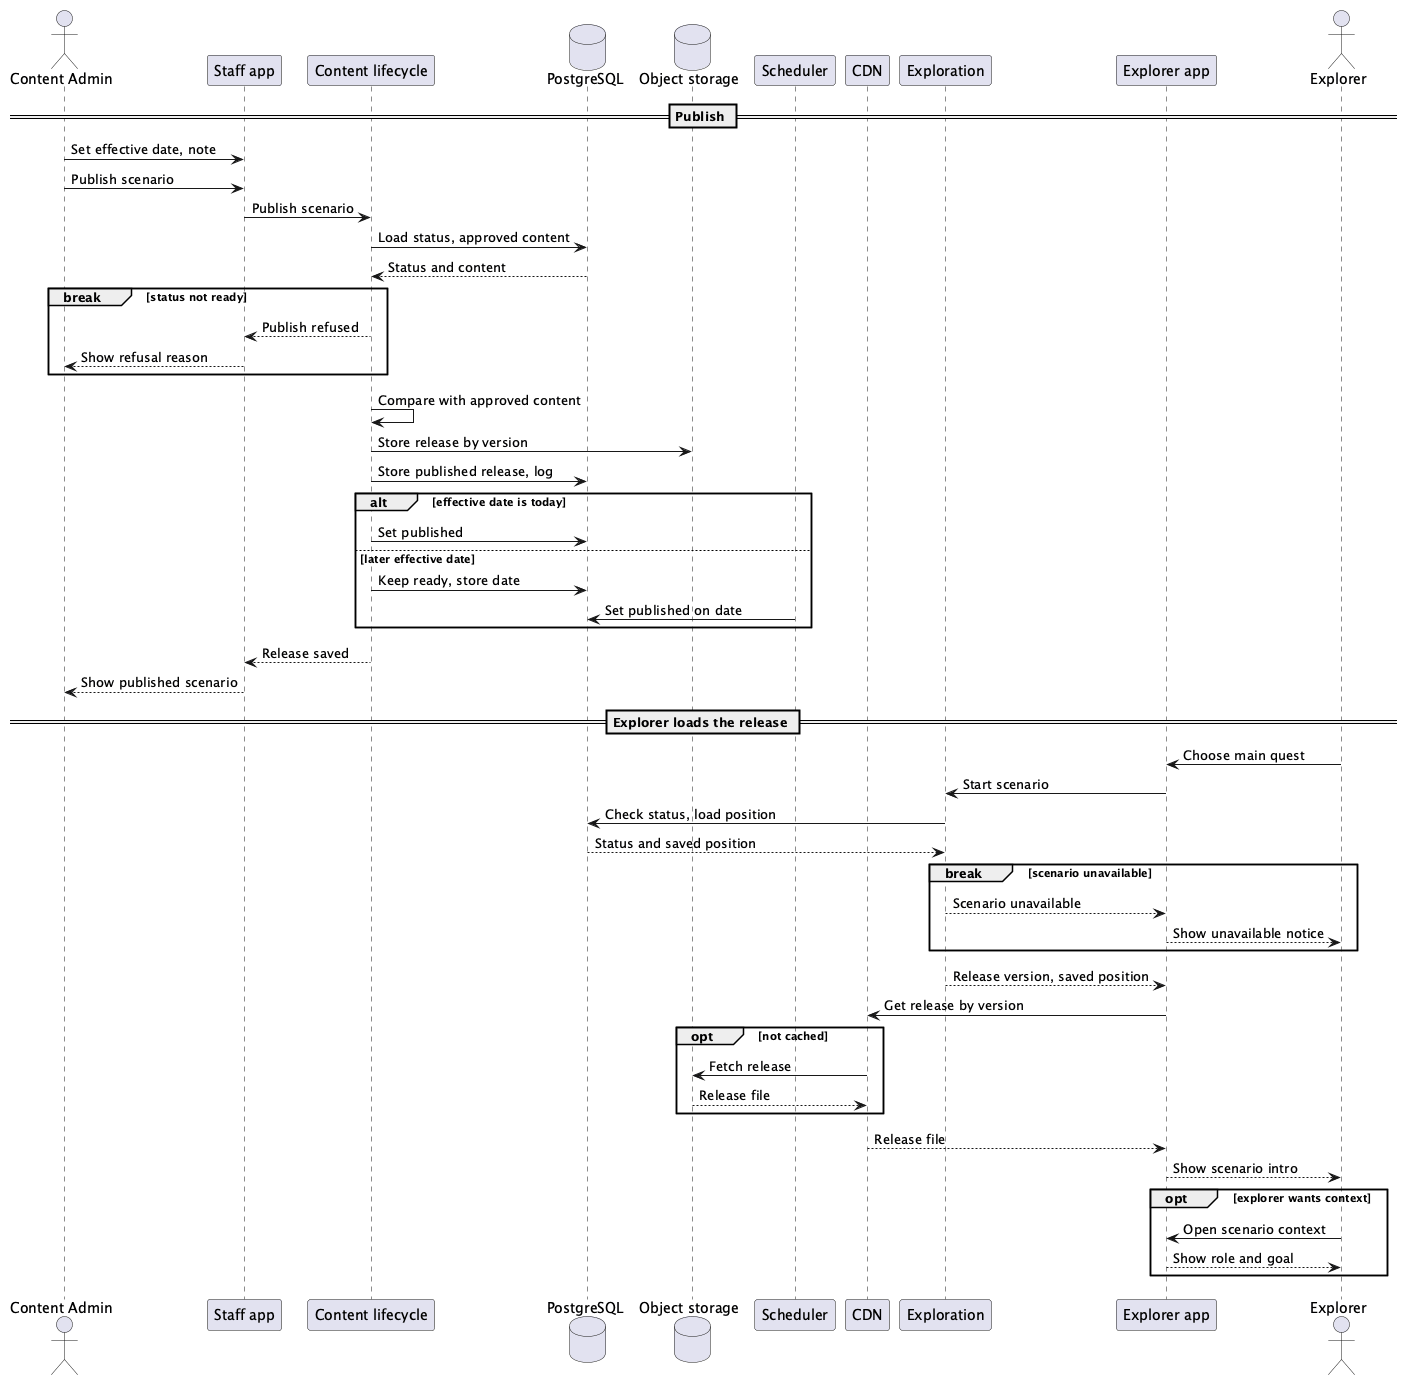 Content Admin
Staff app
Content lifecycle
PostgreSQL
Object storage
Scheduler
CDN
Exploration
Explorer app
Explorer
Publish
Set effective date, note
Publish scenario
Publish scenario
Load status, approved content
Status and content
break [status not ready]
Publish refused
Show refusal reason
Compare with approved content
Store release by version
Store published release, log
alt [effective date is today]
Set published
[later effective date]
Keep ready, store date
Set published on date
Release saved
Show published scenario
Explorer loads the release
Choose main quest
Start scenario
Check status, load position
Status and saved position
break [scenario unavailable]
Scenario unavailable
Show unavailable notice
Release version, saved position
Get release by version
opt [not cached]
Fetch release
Release file
Release file
Show scenario intro
opt [explorer wants context]
Open scenario context
Show role and goal
Content Admin
Staff app
Content lifecycle
PostgreSQL
Object storage
Scheduler
CDN
Exploration
Explorer app
Explorer